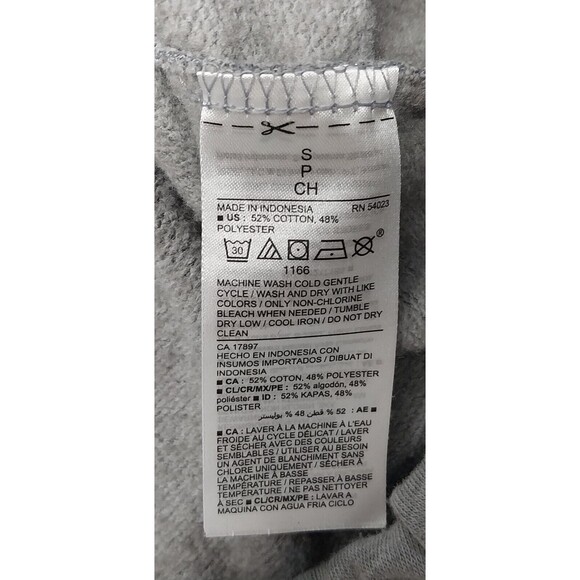 S
P
CH
MADE IN INDONESIA RN 54023
■ US : 52% COTTON, 48%
POLYESTER
30
®
1166
MACHINE WASH COLD GENTLE
CYCLE / WASH AND DRY WITH LIKE
COLORS / ONLY NON-CHLORINE
BLEACH WHEN NEEDED / TUMBLE
DRY LOW / COOL IRON / DO NOT DRY
CLEAN
CA 17897
HECHO EN INDONESIA CON
INSUMOS IMPORTADOS / DIBUAT DI
INDONESIA
■ CA : 52% COTON, 48% POLYESTER
■ CL/CR/MX/PE : 52% algodón, 48%
poliéster ■ ID : 52% KAPAS, 48%
POLISTER
■ AE : 52 % قطن 48 % بوليستر
■ CA : LAVER À LA MACHINE À L'EAU
FROIDE AU CYCLE DÉLICAT / LAVER
ET SÉCHER AVEC DES COULEURS
SEMBLABLES / UTILISER AU BESOIN
UN AGENT DE BLANCHIMENT SANS
CHLORE UNIQUEMENT / SÉCHER À
LA MACHINE À BASSE
TEMPÉRATURE / REPASSER À BASSE
TEMPÉRATURE / NE PAS NETTOYER
À SEC ■ CL/CR/MX/PE : LAVAR A
MAQUINA CON AGUA FRIA CICLO